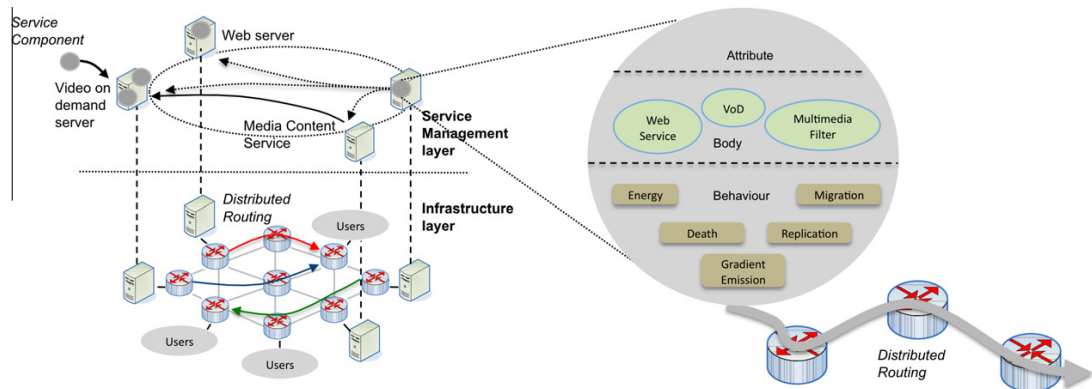 Service
Component
Web server
Video on
demand
server
Media Content
Service
Service
Management
layer
Distributed
Routing
Infrastructure
layer
Users
Users
Users
Attribute
Web
Service
VoD
Multimedia
Filter
Body
Energy
Behaviour
Migration
Death
Replication
Gradient
Emission
Distributed
Routing